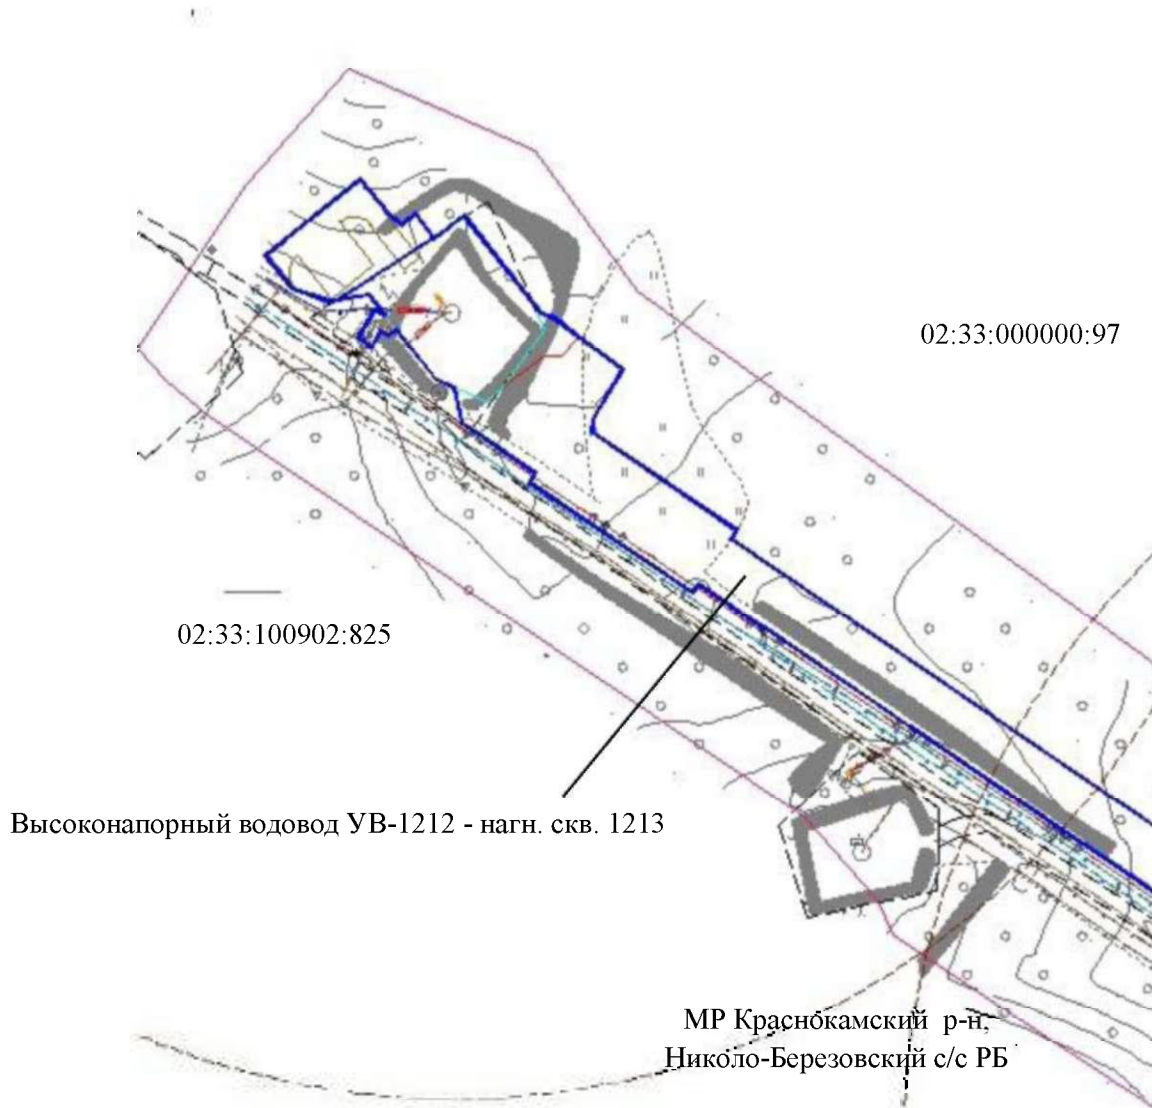 02:33:000000:97
02:33:100902:825
Высоконапорный водовод УВ-1212 - нагн. скв. 1213
МР Краснокамский р-н,
Николо-Березовский с/с РБ